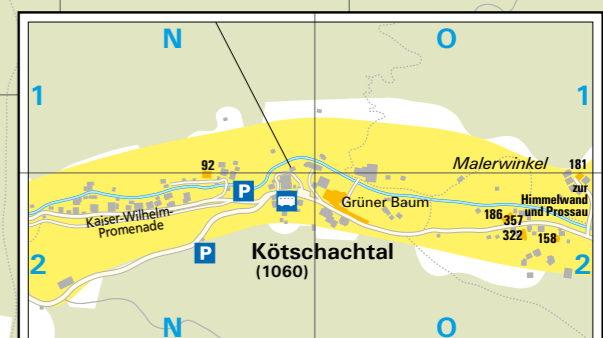 N
O
1
1
Malerwinkel
181
92
P
zur
Himmelwand
und Prossau
Grüner Baum
Kaiser-Wilhelm-
Promenade
186
357
322
158
P
Kötschachtal
(1060)
2
2
N
O